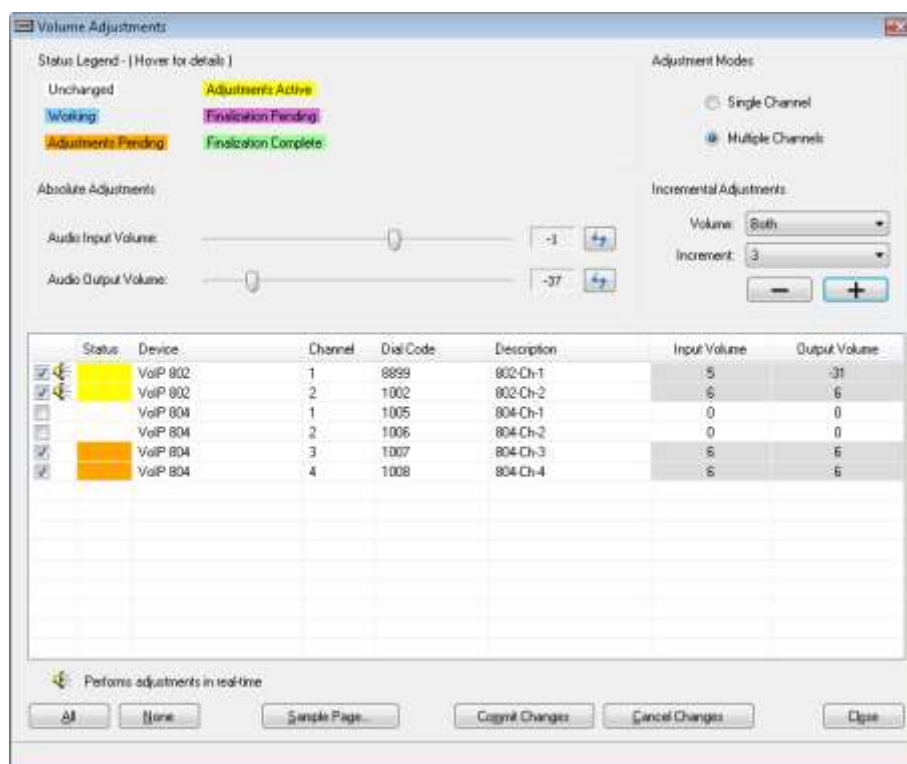 Volume Adjustments
Status Legend - ( Hover for details )
Unchanged
Adjustments Active
Working
Finalization Pending
Adjustments Pending
Finalization Complete
Adjustment Modes
Single Channel
Multiple Channels
Absolute Adjustments
Audio Input Volume: -1
Audio Output Volume: -37
Incremental Adjustments
Volume: Both
Increment: 3
Status Device Channel Dial Code Description Input Volume Output Volume
VoIP 802 1 8899 802-Ch-1 5 -31
VoIP 802 2 1002 802-Ch-2 6 6
VoIP 804 1 1005 804-Ch-1 0 0
VoIP 804 2 1006 804-Ch-2 0 0
VoIP 804 3 1007 804-Ch-3 6 6
VoIP 804 4 1008 804-Ch-4 6 6
Performs adjustments in real-time
All None Sample Page... Commit Changes Cancel Changes Close